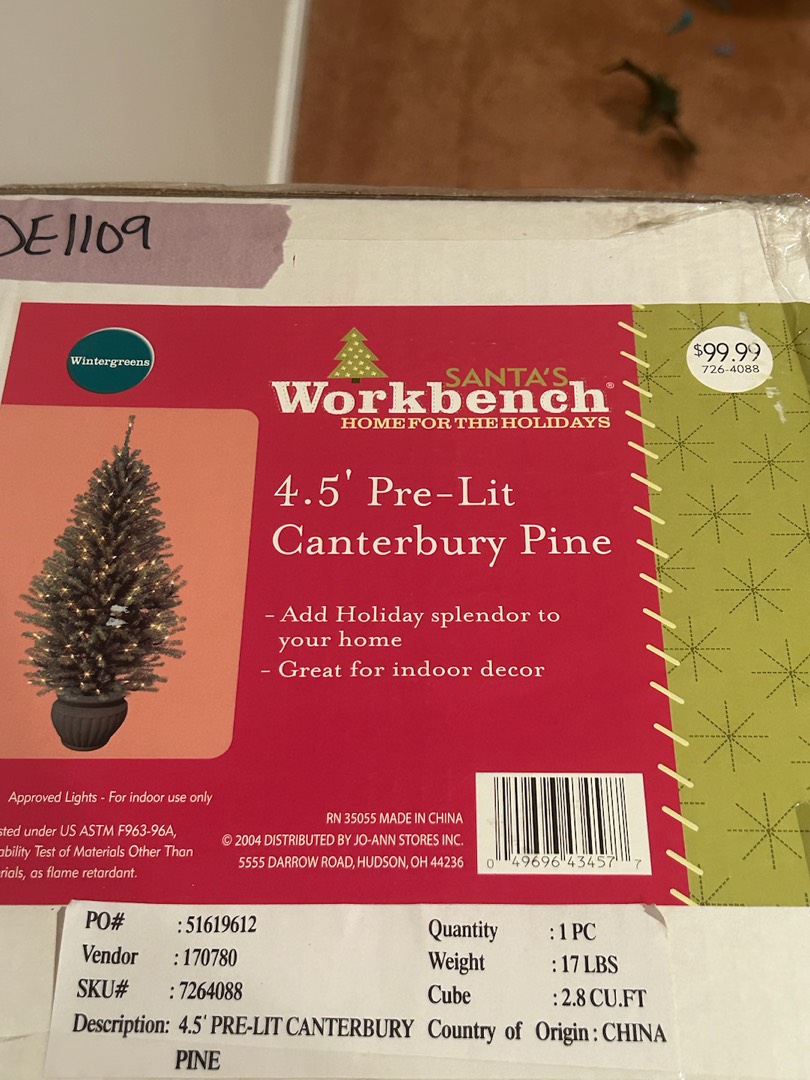 DE1109
Wintergreens
$99.99
726-4088
SANTA'S
Workbench®
HOME FOR THE HOLIDAYS
4.5' Pre-Lit
Canterbury Pine
- Add Holiday splendor to
your home
- Great for indoor decor
Approved Lights - For indoor use only
under US ASTM F963-96A,
Test of Materials Other Than
as flame retardant.
RN 35055 MADE IN CHINA
© 2004 DISTRIBUTED BY JO-ANN STORES INC.
5555 DARROW ROAD, HUDSON, OH 44236
0 49696 43457 7
PO# : 51619612
Vendor : 170780
SKU# : 7264088
Description: 4.5' PRE-LIT CANTERBURY
PINE
Quantity : 1 PC
Weight : 17 LBS
Cube : 2.8 CU.FT
Country of Origin : CHINA